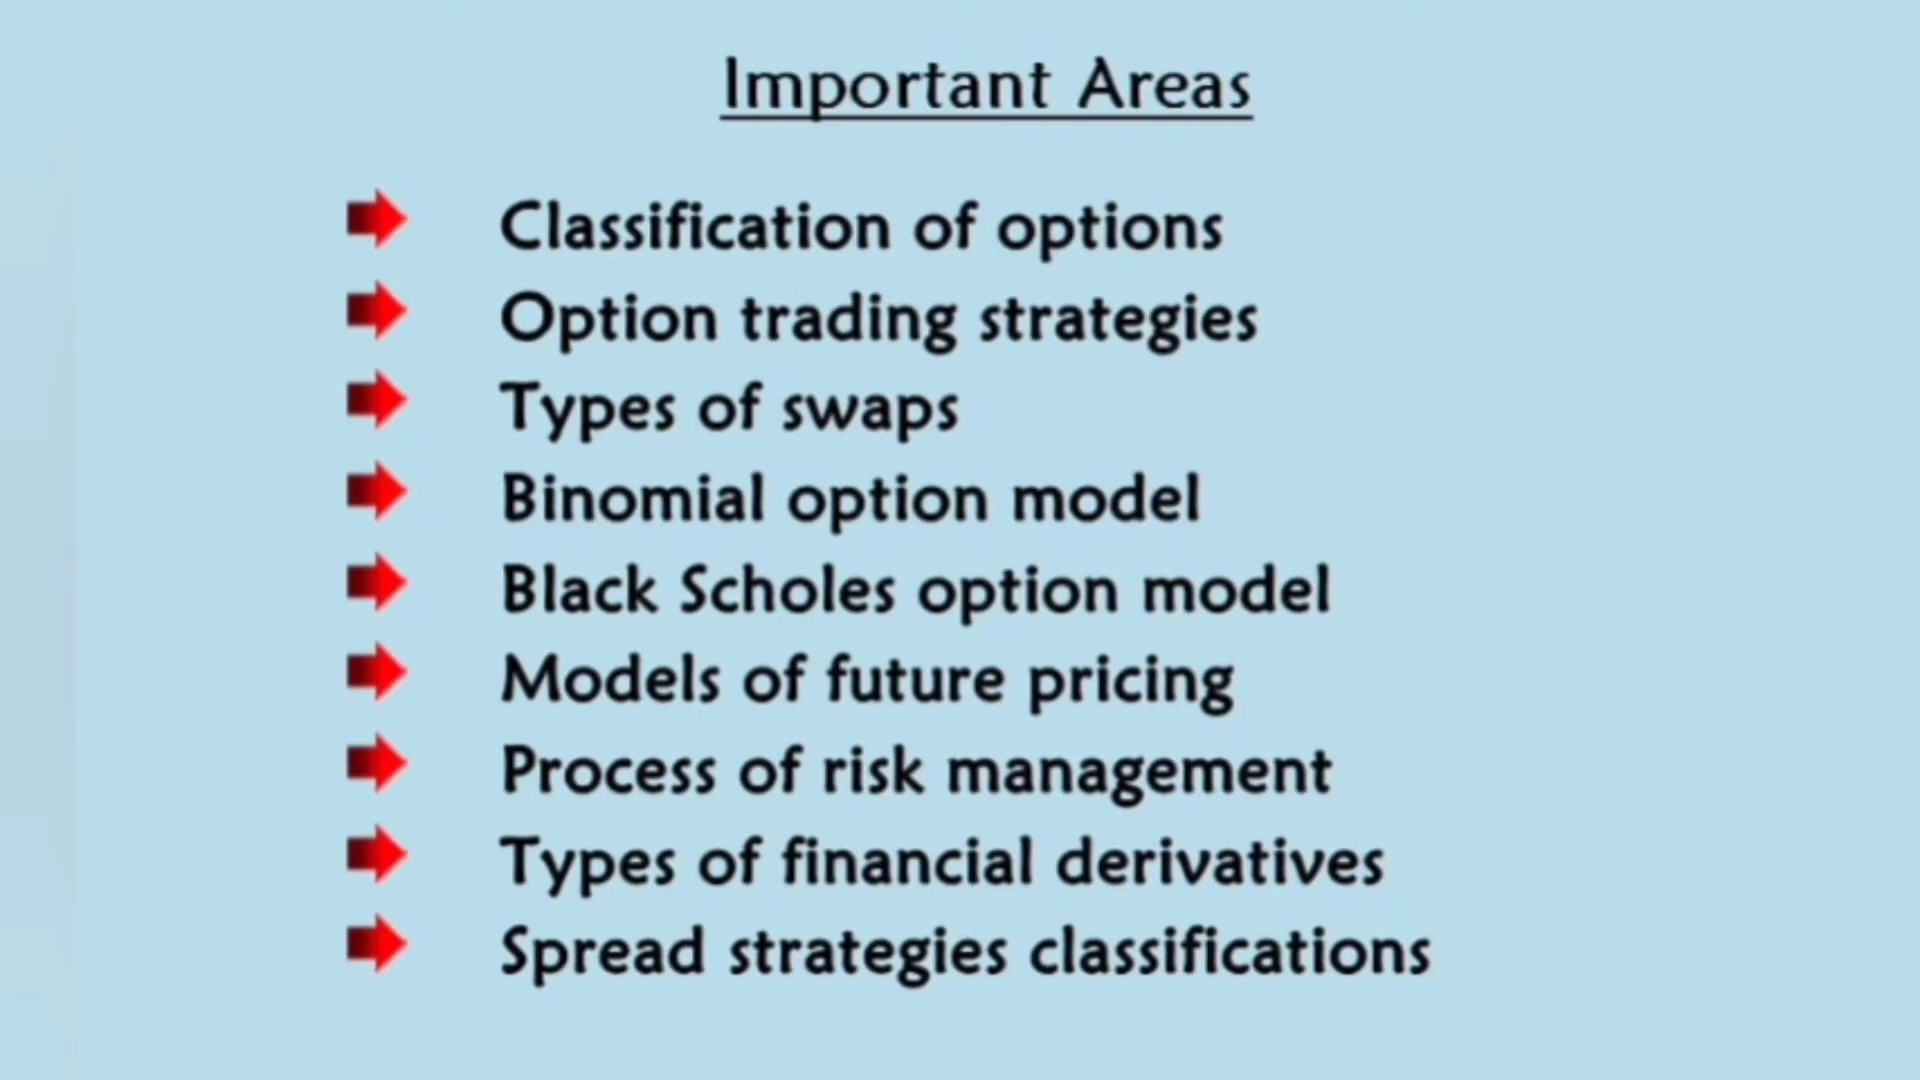 Important Areas
Classification of options
Option trading strategies
Types of swaps
Binomial option model
Black Scholes option model
Models of future pricing
Process of risk management
Types of financial derivatives
Spread strategies classifications